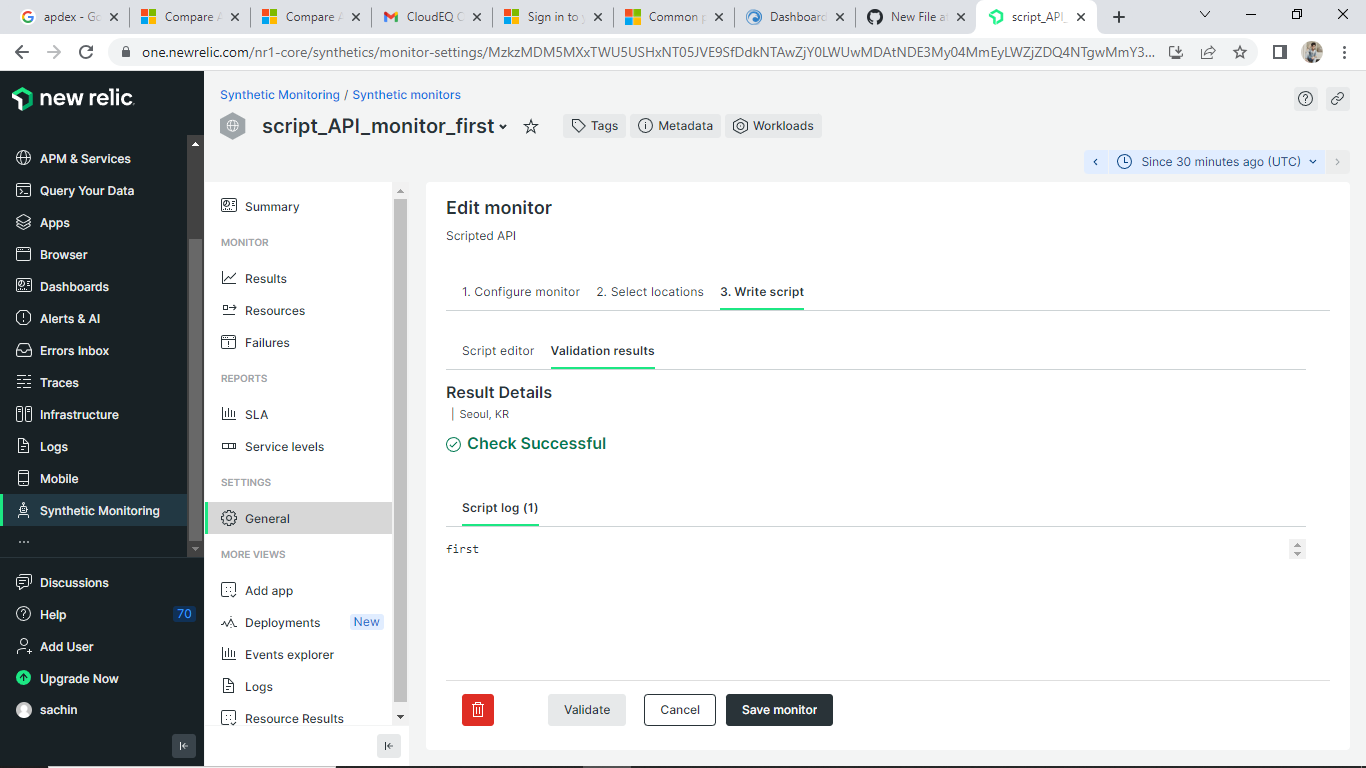 apdex - Go
Compare A
Compare A
CloudEQ C
Sign in to y
Common p
Dashboard
New File a
script_API_
one.newrelic.com/nr1-core/synthetics/monitor-settings/MzkzMDM5MXxTWU5USHxNT05JVE9SfDdkNTAwZjY0LWUwMDAtNDE3My04MmEyLWZjZDQ4NTgwMmY3...
new relic
APM & Services
Query Your Data
Apps
Browser
Dashboards
Alerts & AI
Errors Inbox
Traces
Infrastructure
Logs
Mobile
Synthetic Monitoring
...
Discussions
Help 70
Add User
Upgrade Now
sachin
Synthetic Monitoring / Synthetic monitors
script_API_monitor_first
Tags
Metadata
Workloads
Since 30 minutes ago (UTC)
Summary
MONITOR
Results
Resources
Failures
REPORTS
SLA
Service levels
SETTINGS
General
MORE VIEWS
Add app
Deployments New
Events explorer
Logs
Resource Results
Edit monitor
Scripted API
1. Configure monitor 2. Select locations 3. Write script
Script editor Validation results
Result Details
| Seoul, KR
Check Successful
Script log (1)
first
Validate
Cancel
Save monitor